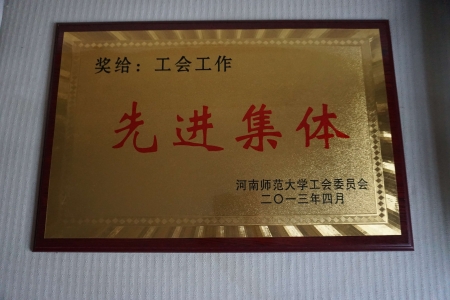 奖给：工会工作
先进集体
河南师范大学工会委员会
二〇一三年四月